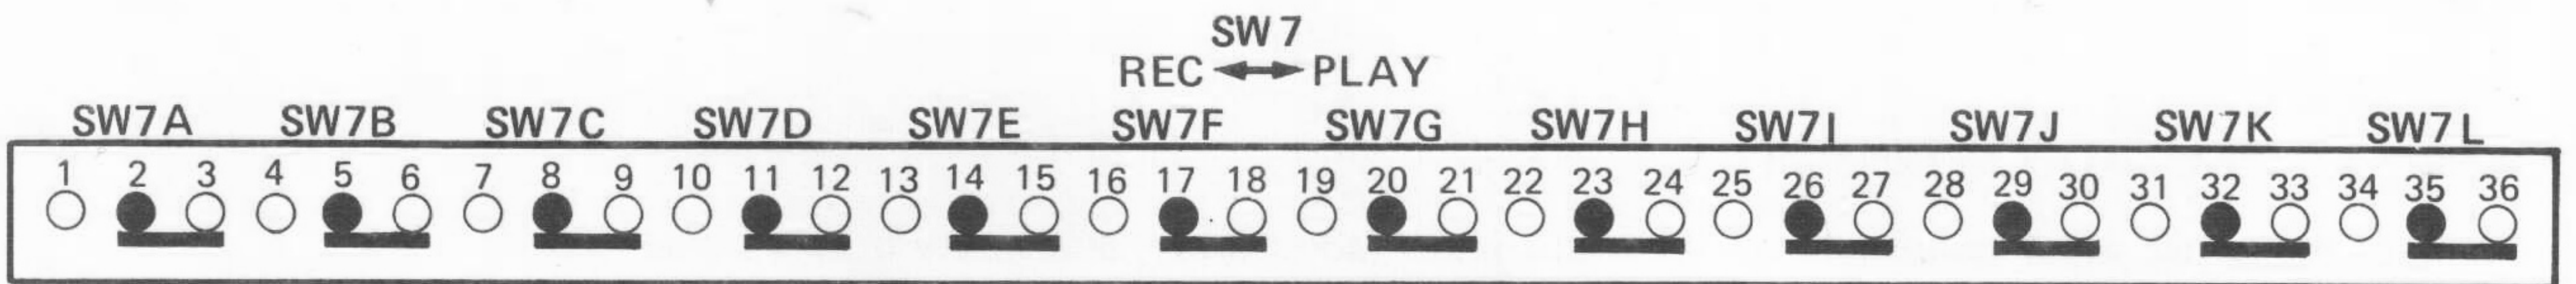 SW 7
REC ↔ PLAY
SW7A SW7B SW7C SW7D SW7E SW7F SW7G SW7H SW7I SW7J SW7K SW7L
1 2 3 4 5 6 7 8 9 10 11 12 13 14 15 16 17 18 19 20 21 22 23 24 25 26 27 28 29 30 31 32 33 34 35 36